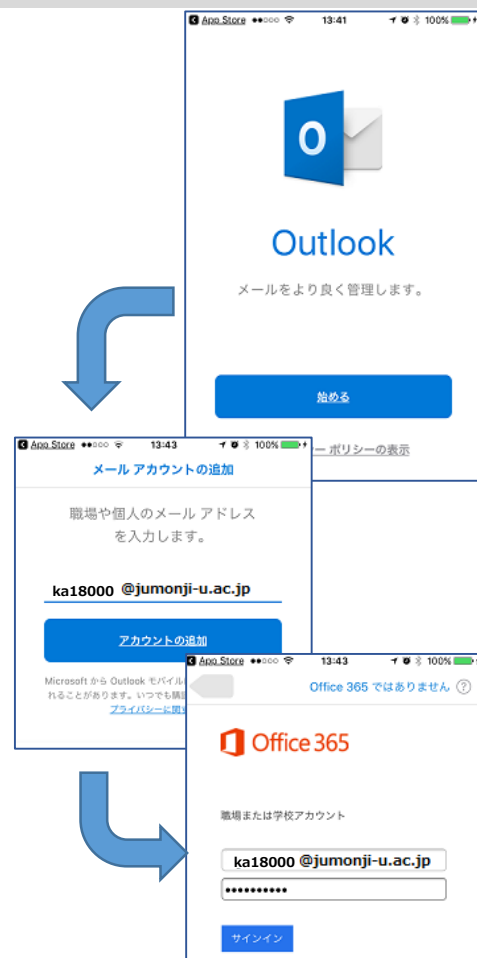 App Store 13:41 100%
Outlook
メールをより良く管理します。
始める
ー ポリシーの表示
App Store 13:43 100%
メール アカウントの追加
職場や個人のメール アドレス
を入力します。
ka18000 @jumonji-u.ac.jp
アカウントの追加
Microsoft から Outlook モバイル
れることがあります。いつでも購
プライバシーに関
App Store 13:43 100%
Office 365 ではありません ?
Office 365
職場または学校アカウント
ka18000 @jumonji-u.ac.jp
••••••••••
サインイン